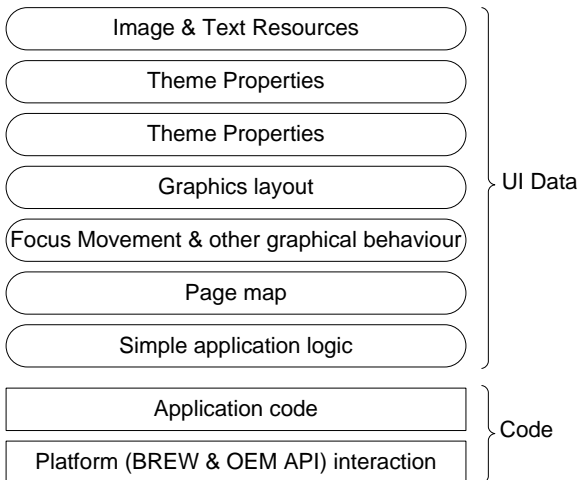 Image & Text Resources
Theme Properties
Theme Properties
Graphics layout
Focus Movement & other graphical behaviour
Page map
Simple application logic
UI Data
Application code
Platform (BREW & OEM API) interaction
Code